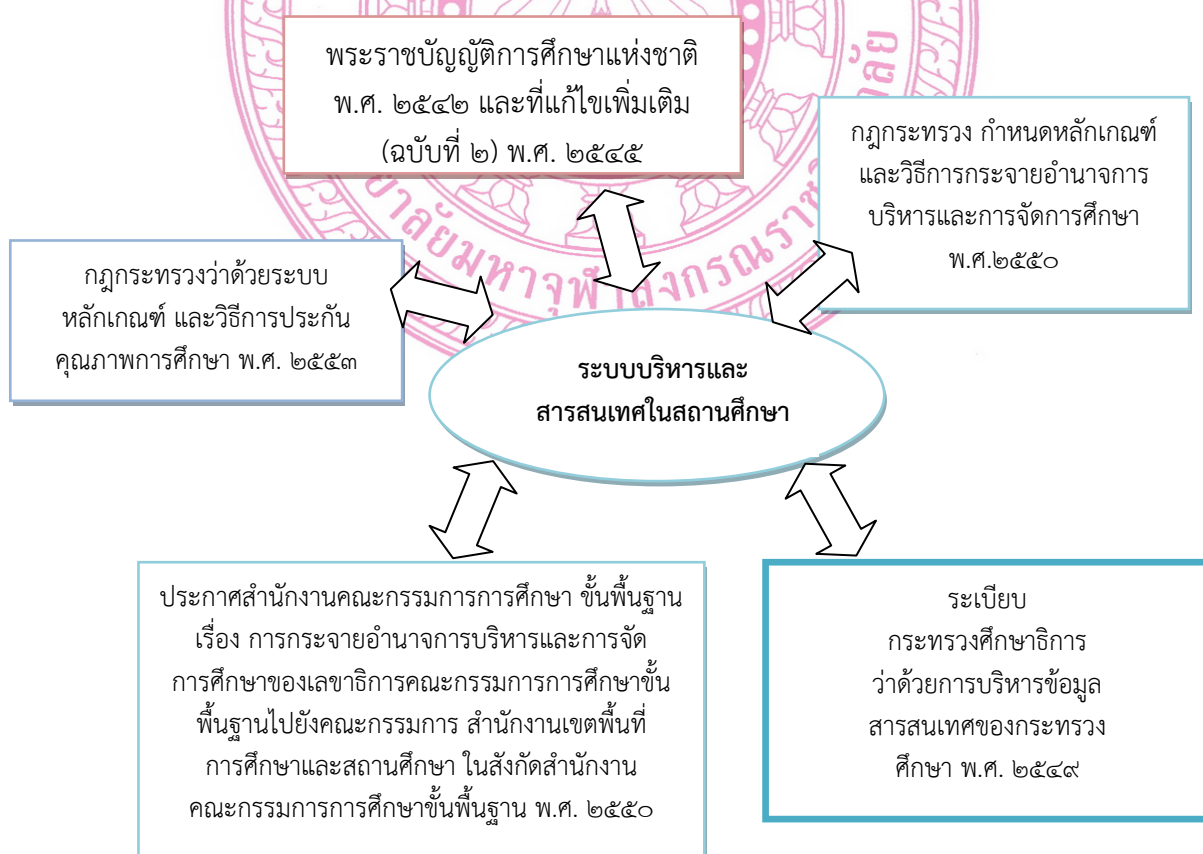 พระราชบัญญัติการศึกษาแห่งชาติ
พ.ศ. ๒๕๔๒ และที่แก้ไขเพิ่มเติม
(ฉบับที่ ๒) พ.ศ. ๒๕๔๕
กฎกระทรวง กำหนดหลักเกณฑ์
และวิธีการกระจายอำนาจการ
บริหารและการจัดการศึกษา
พ.ศ.๒๕๕๐
กฎกระทรวงว่าด้วยระบบ
หลักเกณฑ์ และวิธีการประกัน
คุณภาพการศึกษา พ.ศ. ๒๕๕๓
ระบบบริหารและ
สารสนเทศในสถานศึกษา
ประกาศสำนักงานคณะกรรมการการศึกษา ขั้นพื้นฐาน
เรื่อง การกระจายอำนาจการบริหารและการจัด
การศึกษาของเลขาธิการคณะกรรมการการศึกษาขั้น
พื้นฐานไปยังคณะกรรมการ สำนักงานเขตพื้นที่
การศึกษาและสถานศึกษา ในสังกัดสำนักงาน
คณะกรรมการการศึกษาขั้นพื้นฐาน พ.ศ. ๒๕๕๐
ระเบียบ
กระทรวงศึกษาธิการ
ว่าด้วยการบริหารข้อมูล
สารสนเทศของกระทรวง
ศึกษา พ.ศ. ๒๕๔๙